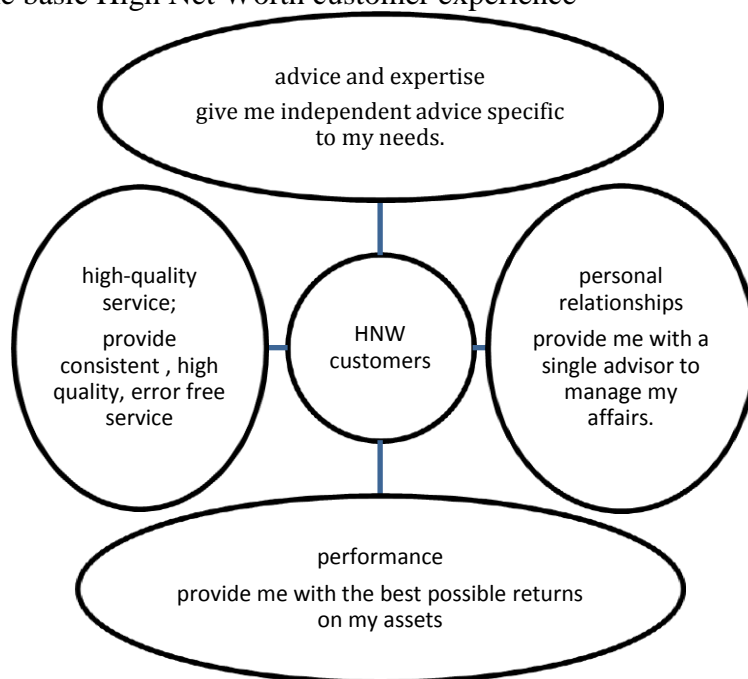 basic High Net Worth customer experience
advice and expertise
give me independent advice specific
to my needs.
high-quality
service;
provide
consistent , high
quality, error free
service
HNW
customers
personal
relationships
provide me with a
single advisor to
manage my
affairs.
performance
provide me with the best possible returns
on my assets